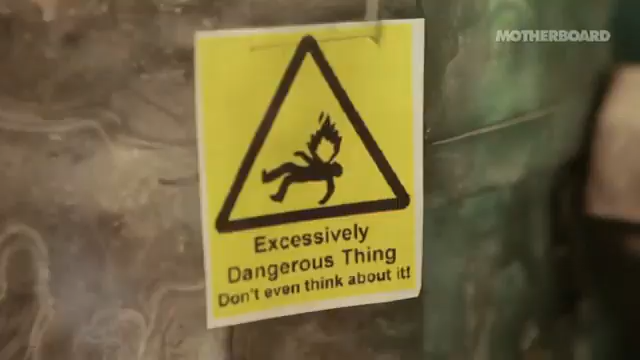 MOTHERBOARD
Excessively
Dangerous Thing
Don't even think about it!